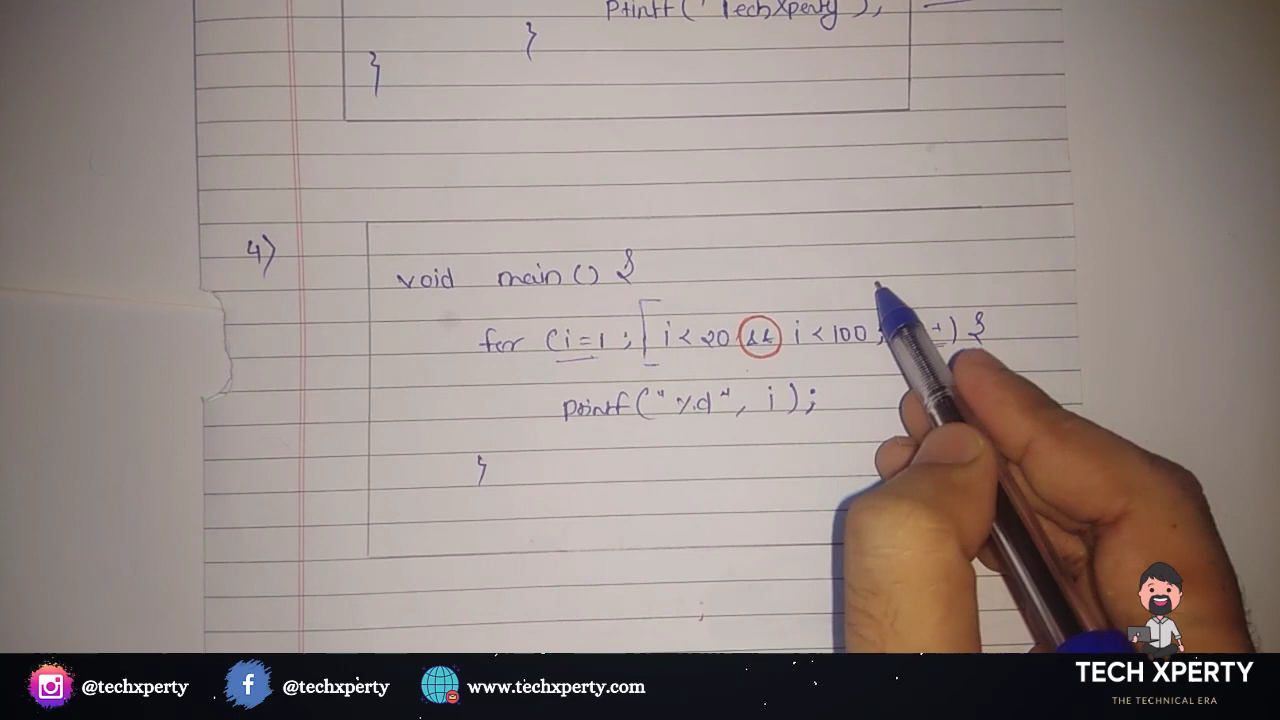 printf("TechXperty");
}
}
4)
void main() {
for (i=1 ; [ i < 20 && i < 100 ; +) {
printf("%d", i);
}
;
@techxperty @techxperty www.techxperty.com
TECH XPERTY
THE TECHNICAL ERA